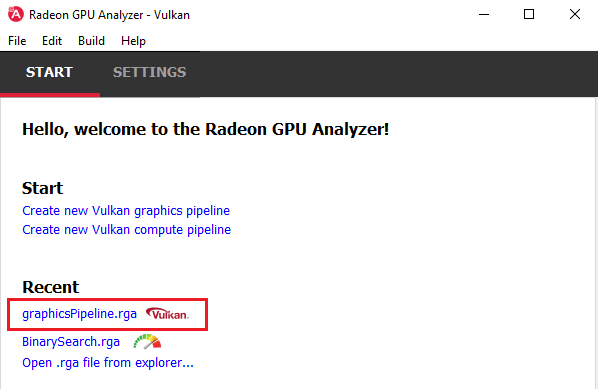 Radeon GPU Analyzer - Vulkan
File Edit Build Help
START SETTINGS
Hello, welcome to the Radeon GPU Analyzer!
Start
Create new Vulkan graphics pipeline
Create new Vulkan compute pipeline
Recent
graphicsPipeline.rga Vulkan.
BinarySearch.rga
Open .rga file from explorer...